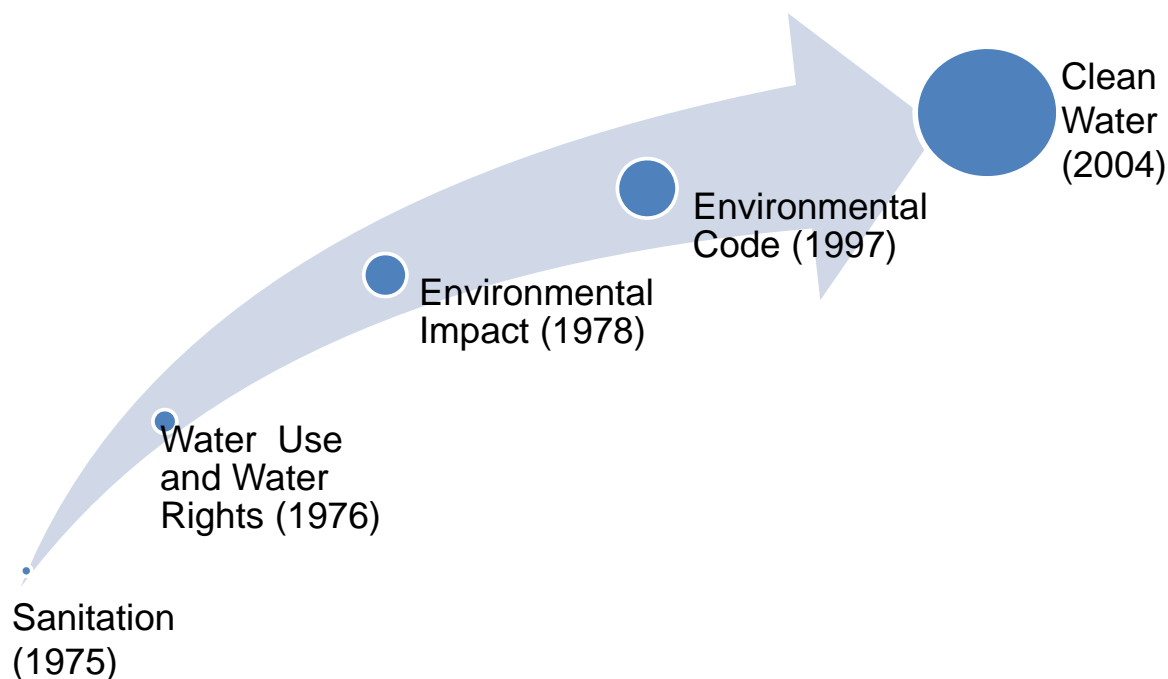 Sanitation
(1975)
Water  Use
and Water
Rights (1976)
Environmental
Impact (1978)
Environmental
Code (1997)
Clean
Water
(2004)